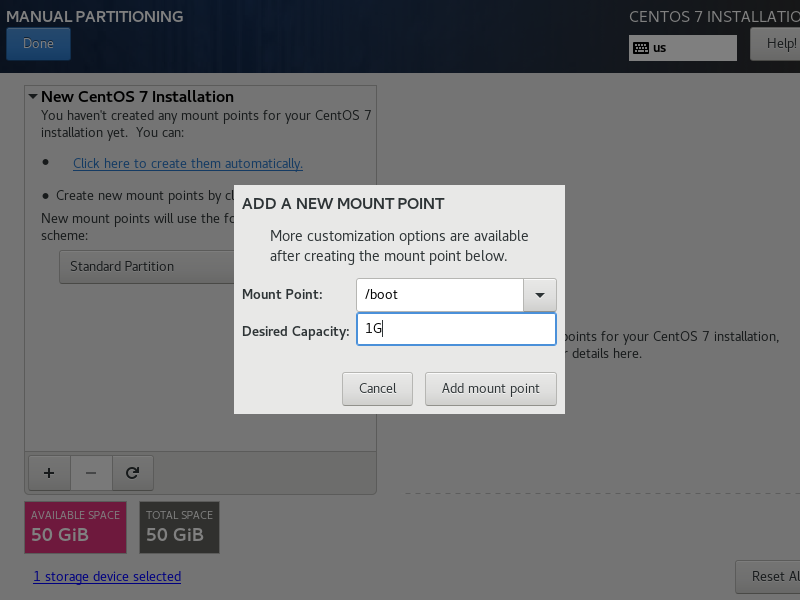 MANUAL PARTITIONING
CENTOS 7 INSTALLATIO
Done
us
Help!
New CentOS 7 Installation
You haven't created any mount points for your CentOS 7
installation yet. You can:
• Click here to create them automatically.
• Create new mount points by cl
New mount points will use the fo
scheme:
Standard Partition
ADD A NEW MOUNT POINT
More customization options are available
after creating the mount point below.
Mount Point: /boot
Desired Capacity: 1G
Cancel
Add mount point
points for your CentOS 7 installation,
r details here.
AVAILABLE SPACE
50 GiB
TOTAL SPACE
50 GiB
1 storage device selected
Reset Al